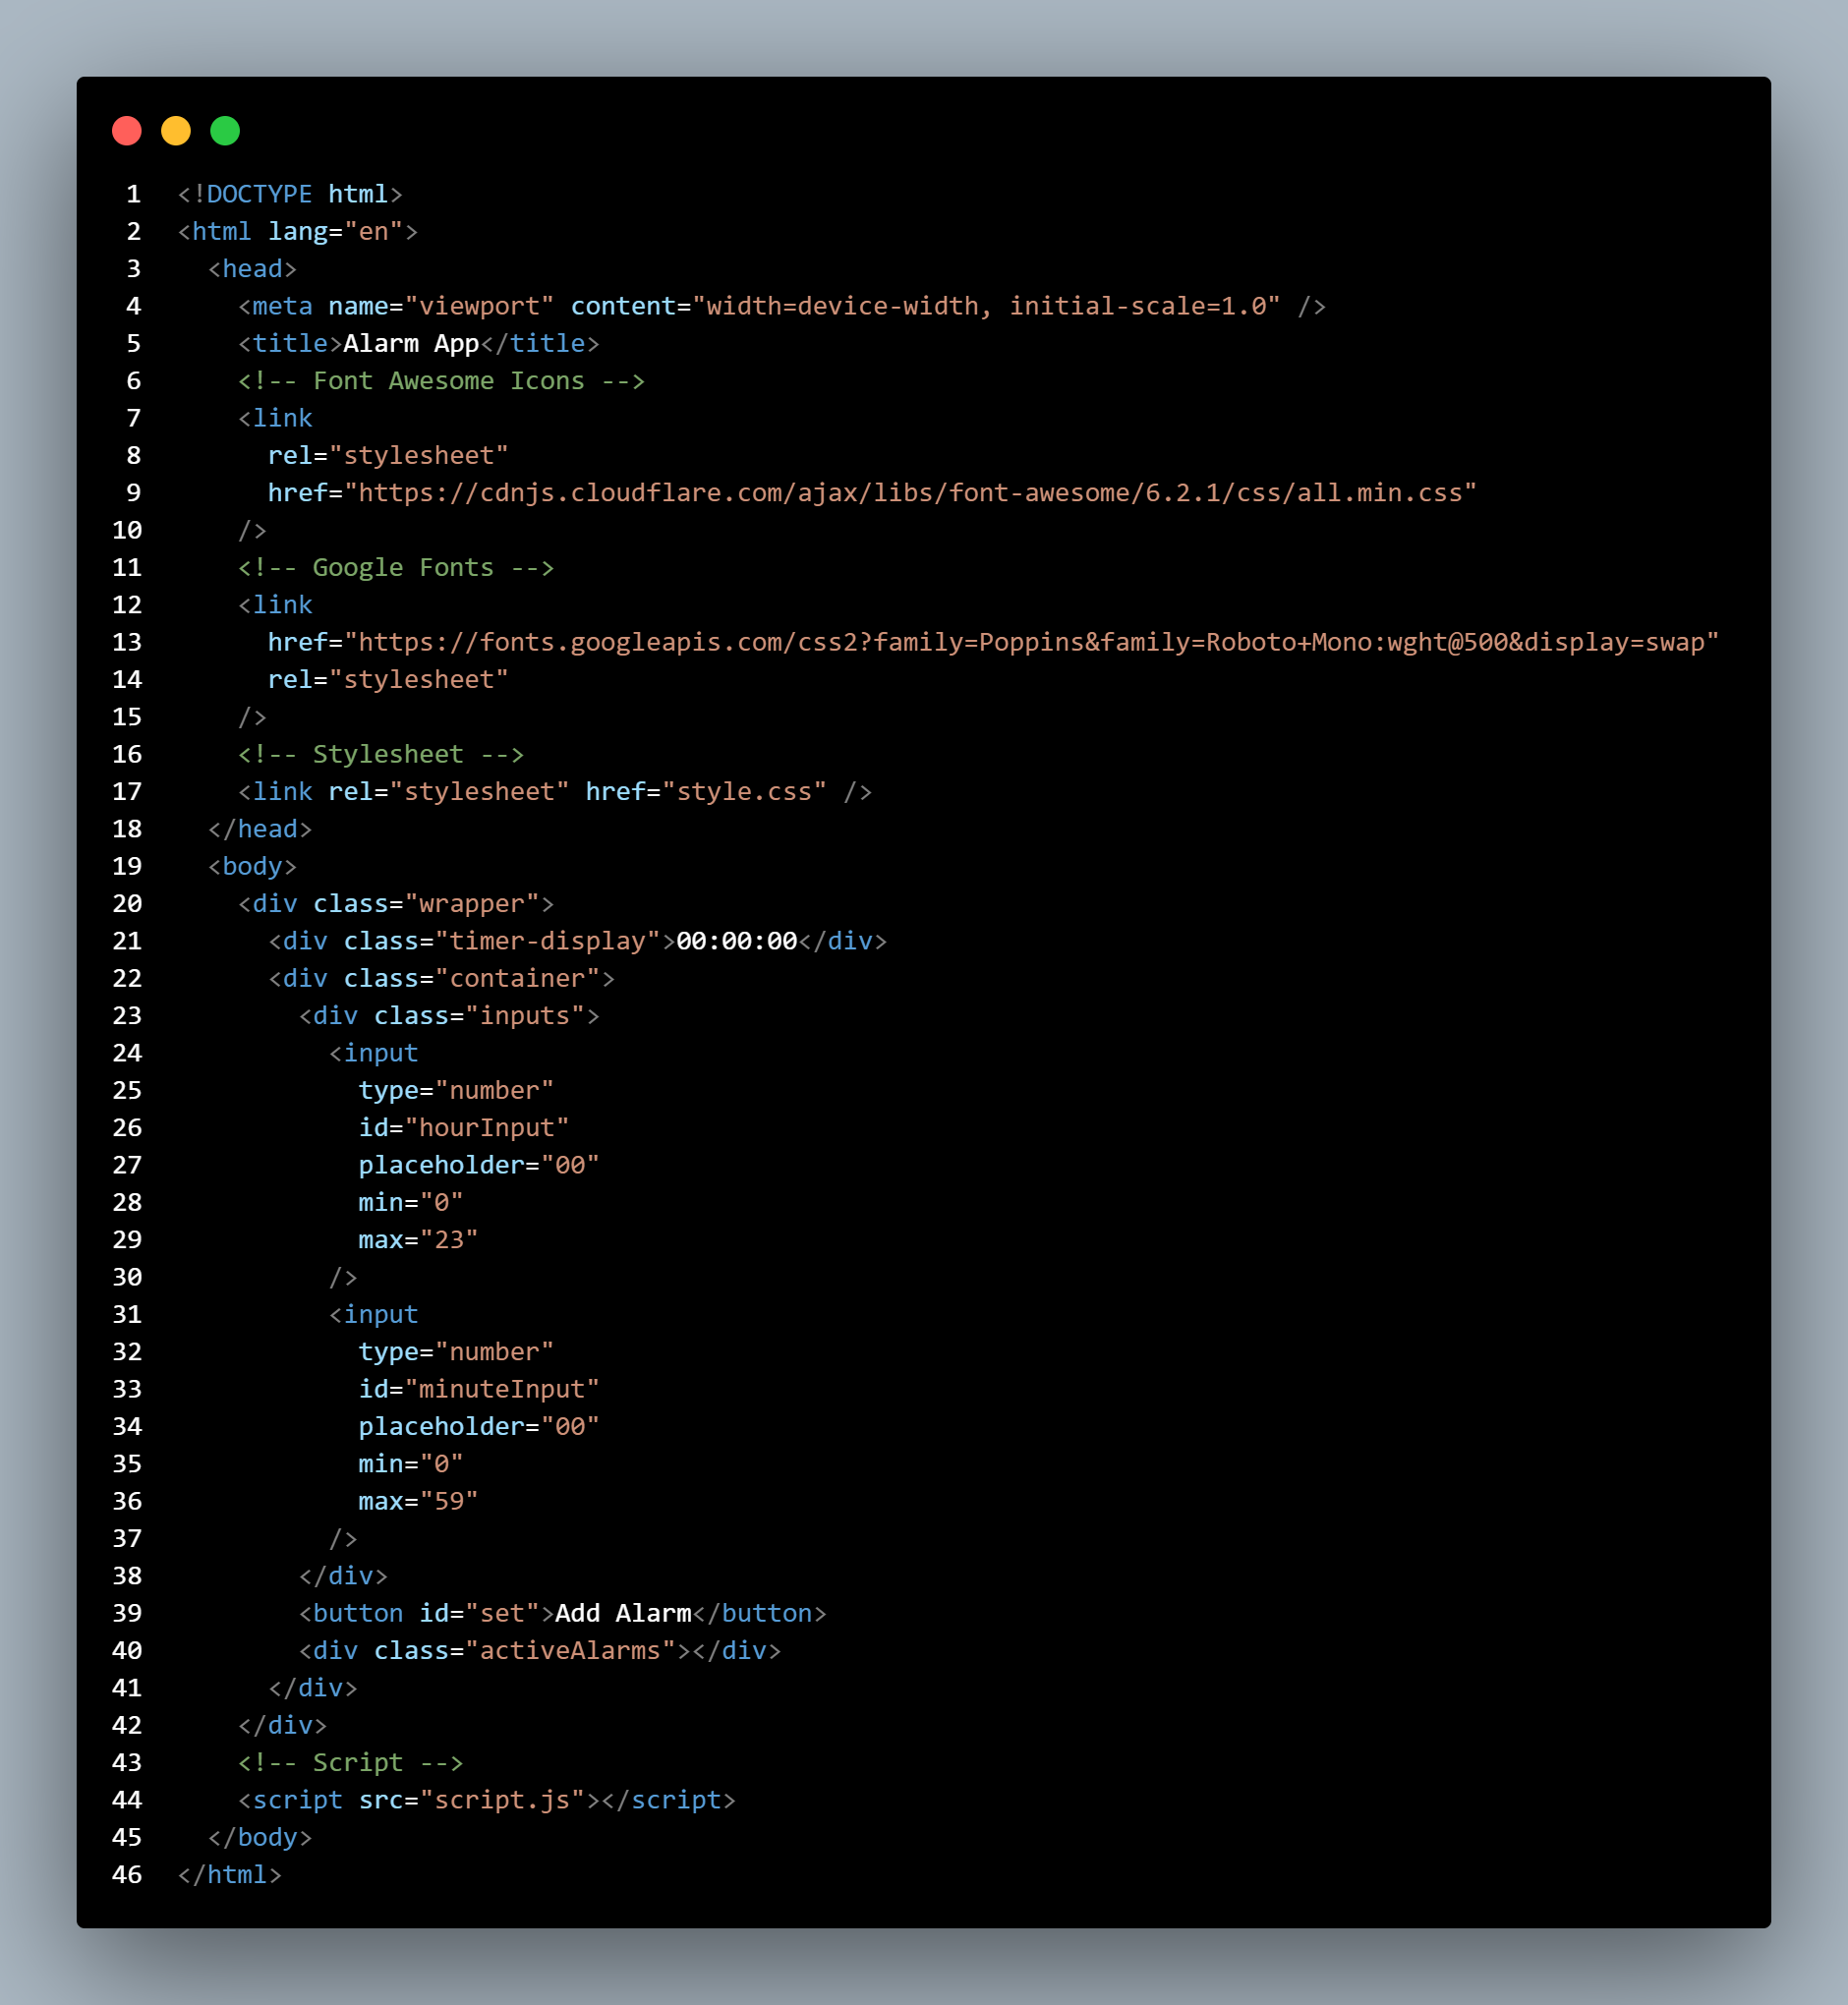 1 <!DOCTYPE html>
2 <html lang="en">
3   <head>
4     <meta name="viewport" content="width=device-width, initial-scale=1.0" />
5     <title>Alarm App</title>
6     <!-- Font Awesome Icons -->
7     <link
8       rel="stylesheet"
9       href="https://cdnjs.cloudflare.com/ajax/libs/font-awesome/6.2.1/css/all.min.css"
10     />
11     <!-- Google Fonts -->
12     <link
13       href="https://fonts.googleapis.com/css2?family=Poppins&family=Roboto+Mono:wght@500&display=swap"
14       rel="stylesheet"
15     />
16     <!-- Stylesheet -->
17     <link rel="stylesheet" href="style.css" />
18   </head>
19   <body>
20     <div class="wrapper">
21       <div class="timer-display">00:00:00</div>
22       <div class="container">
23         <div class="inputs">
24           <input
25             type="number"
26             id="hourInput"
27             placeholder="00"
28             min="0"
29             max="23"
30           />
31           <input
32             type="number"
33             id="minuteInput"
34             placeholder="00"
35             min="0"
36             max="59"
37           />
38         </div>
39         <button id="set">Add Alarm</button>
40         <div class="activeAlarms"></div>
41       </div>
42     </div>
43     <!-- Script -->
44     <script src="script.js"></script>
45   </body>
46 </html>